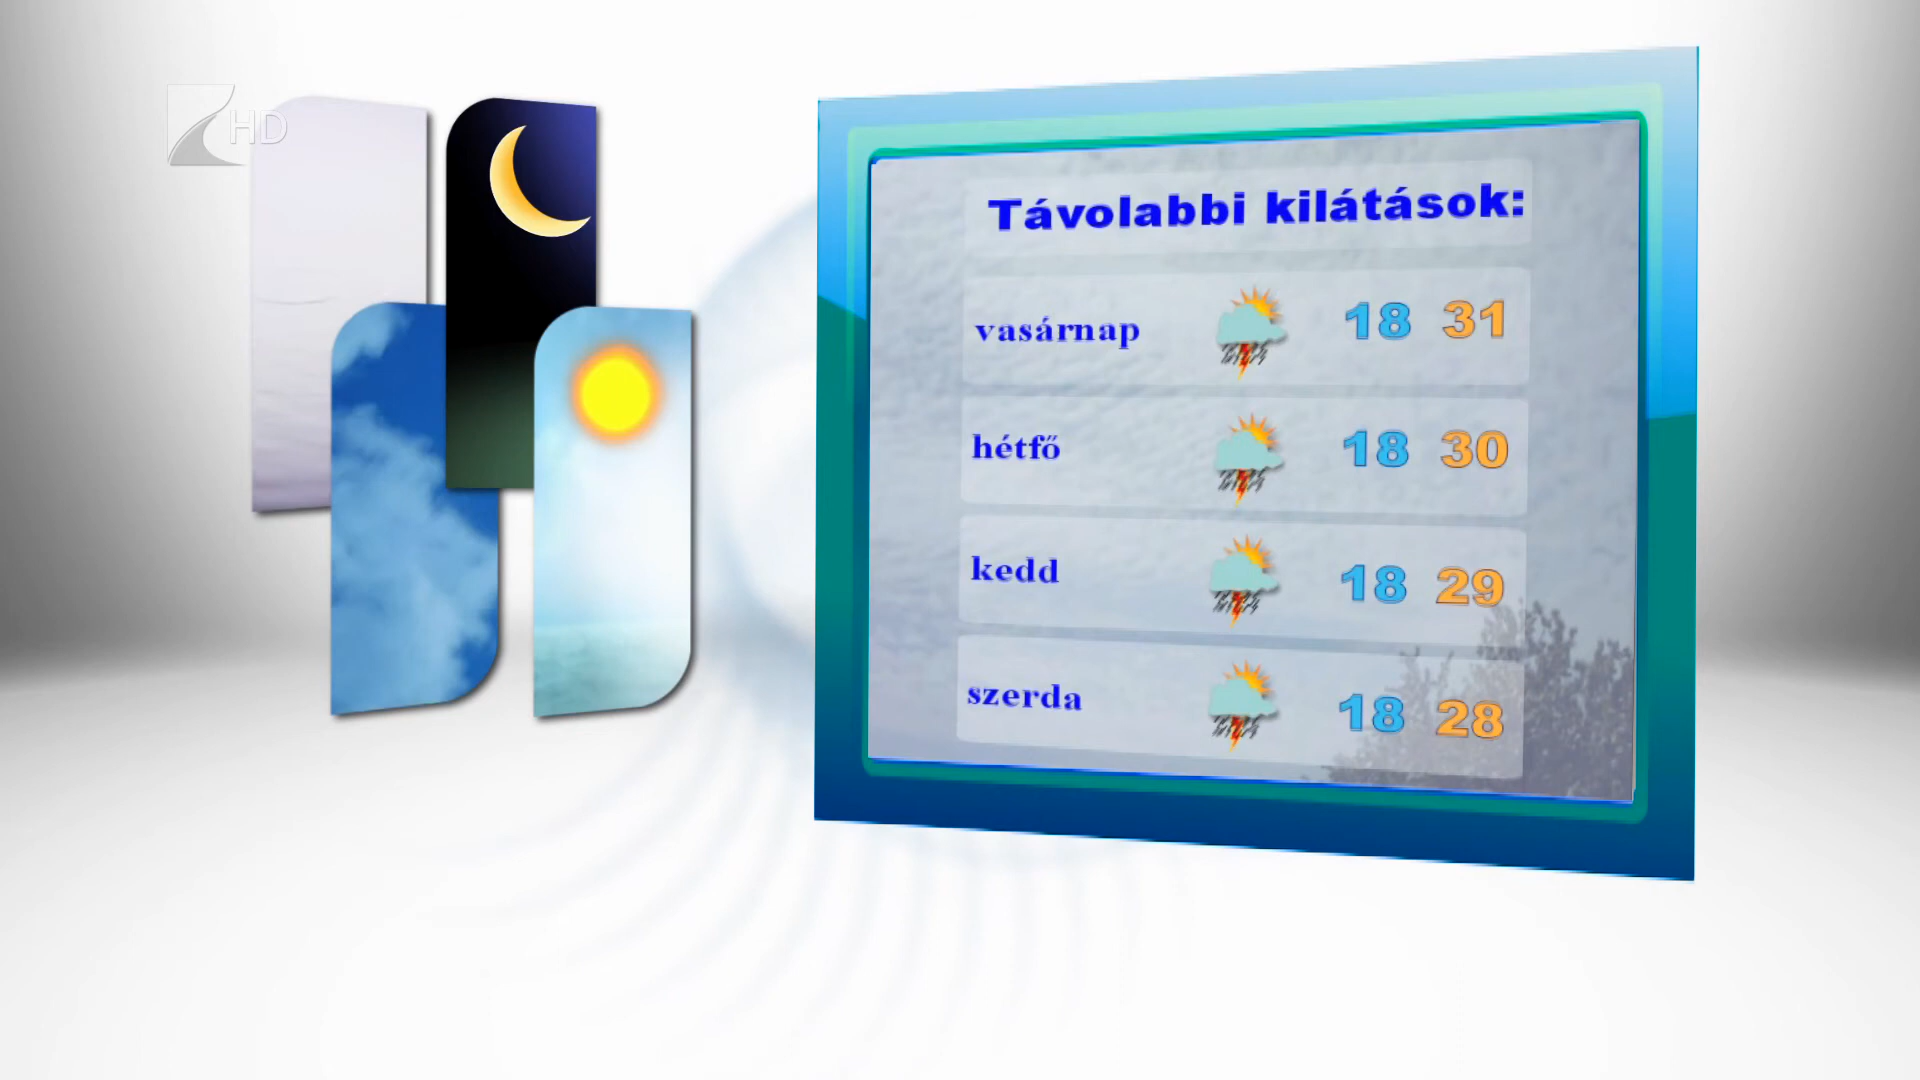 HD
Távolabbi kilátások:
vasárnap 18 31
hétfő 18 30
kedd 18 29
szerda 18 28